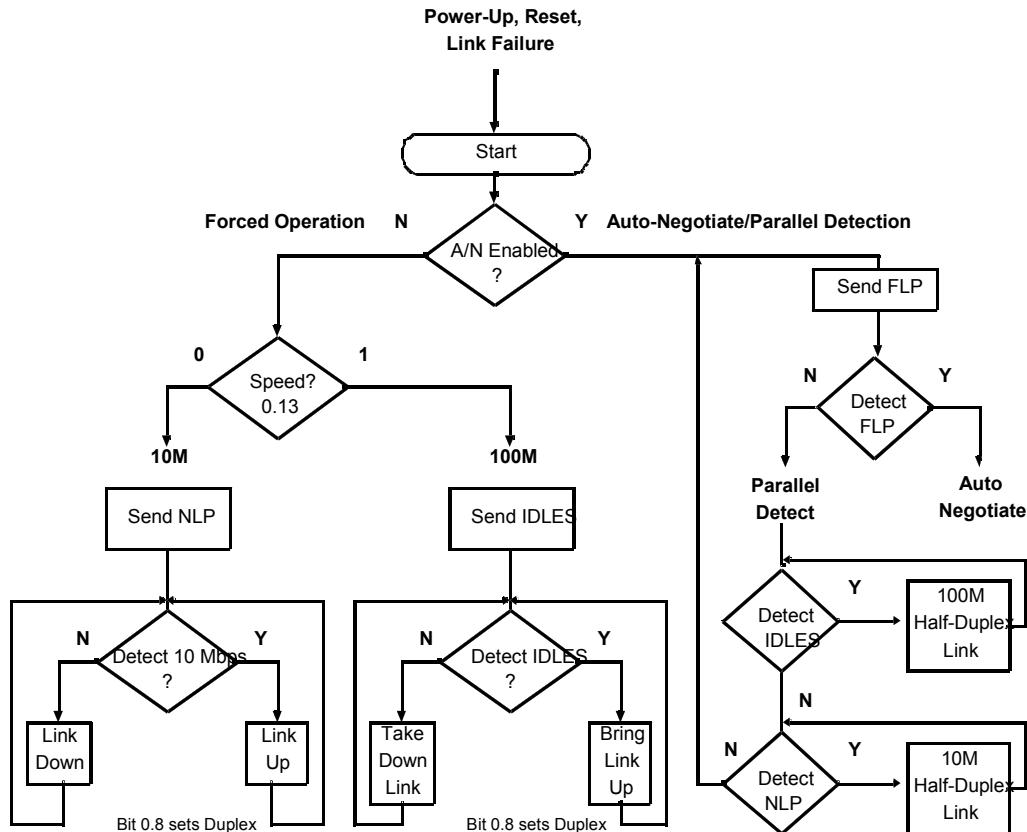 Power-Up, Reset,
Link Failure
Start
Forced Operation N
Y Auto-Negotiate/Parallel Detection
A/N Enabled
?
Send FLP
0
1
Speed?
0.13
N
Y
Detect
FLP
10M
100M
Parallel
Detect
Auto
Negotiate
Send NLP
Send IDLES
N
Y
Detect 10 Mbps
?
N
Y
Detect IDLES
?
Y
Detect
IDLES
100M
Half-Duplex
Link
N
Link
Down
Link
Up
Take
Down
Link
Bring
Link
Up
N
Y
Detect
NLP
10M
Half-Duplex
Link
Bit 0.8 sets Duplex
Bit 0.8 sets Duplex